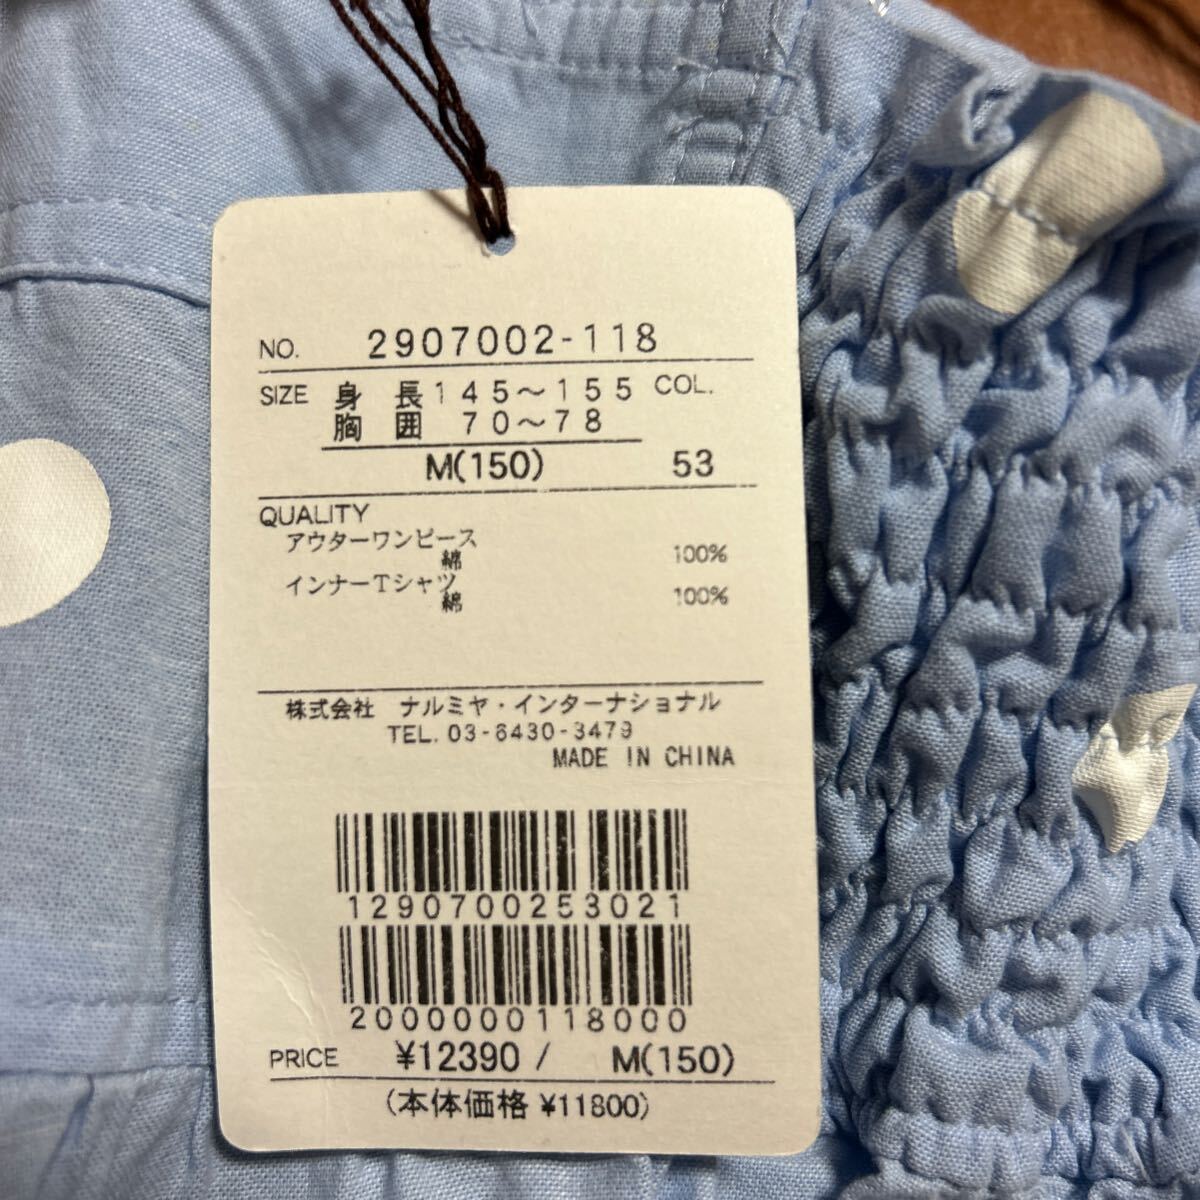 NO. 2907002-118
SIZE 身長145～155 COL.
胸囲 70～78
M(150) 53
QUALITY
アウターワンピース
綿 100%
インナーTシャツ
綿 100%
株式会社 ナルミヤ・インターナショナル
TEL. 03-6430-3479
MADE IN CHINA
1290700253021
2000000118000
PRICE ¥12390/ M(150)
(本体価格 ¥11800)